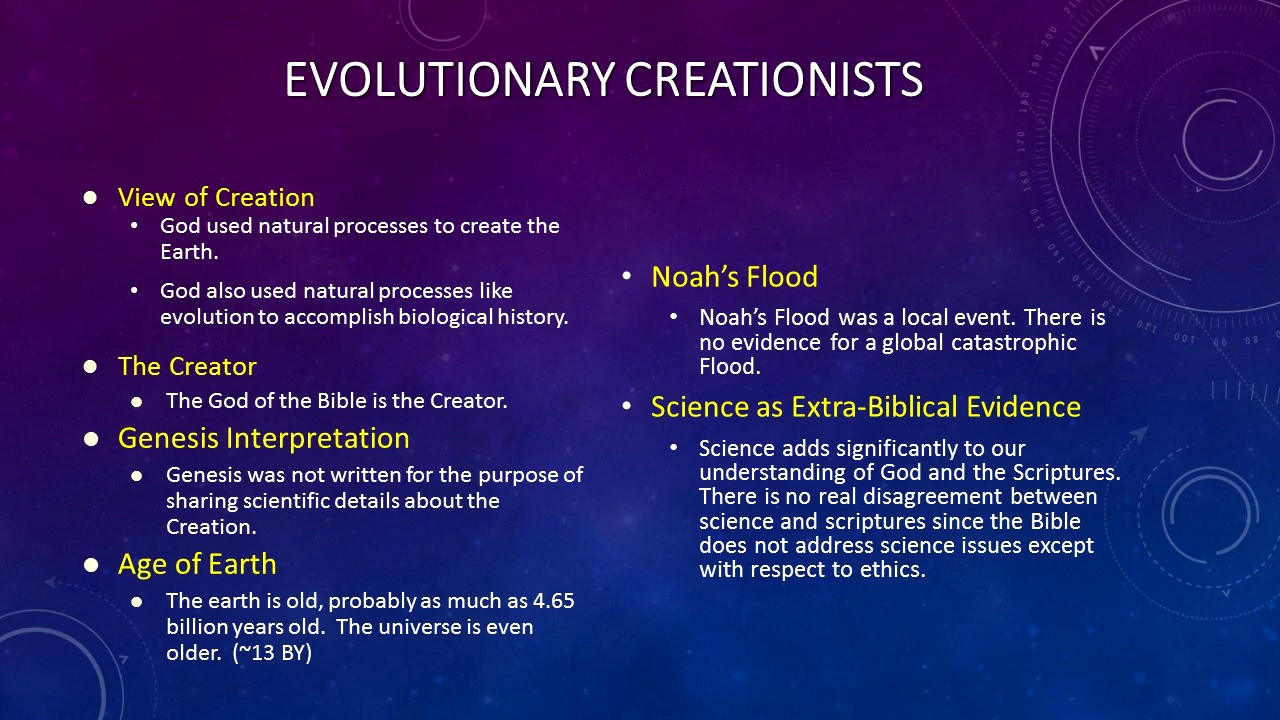 EVOLUTIONARY CREATIONISTS
● View of Creation
• God used natural processes to create the
Earth.
• God also used natural processes like
evolution to accomplish biological history.
● The Creator
● The God of the Bible is the Creator.
● Genesis Interpretation
● Genesis was not written for the purpose of
sharing scientific details about the
Creation.
● Age of Earth
● The earth is old, probably as much as 4.65
billion years old. The universe is even
older. (~13 BY)
• Noah’s Flood
• Noah’s Flood was a local event. There is
no evidence for a global catastrophic
Flood.
• Science as Extra-Biblical Evidence
• Science adds significantly to our
understanding of God and the Scriptures.
There is no real disagreement between
science and scriptures since the Bible
does not address science issues except
with respect to ethics.